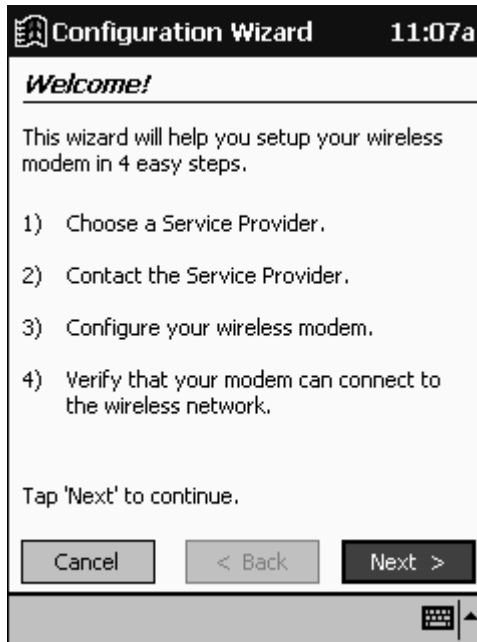 Configuration Wizard 11:07a
Welcome!
This wizard will help you setup your wireless
modem in 4 easy steps.
1) Choose a Service Provider.
2) Contact the Service Provider.
3) Configure your wireless modem.
4) Verify that your modem can connect to
the wireless network.
Tap 'Next' to continue.
Cancel < Back Next >